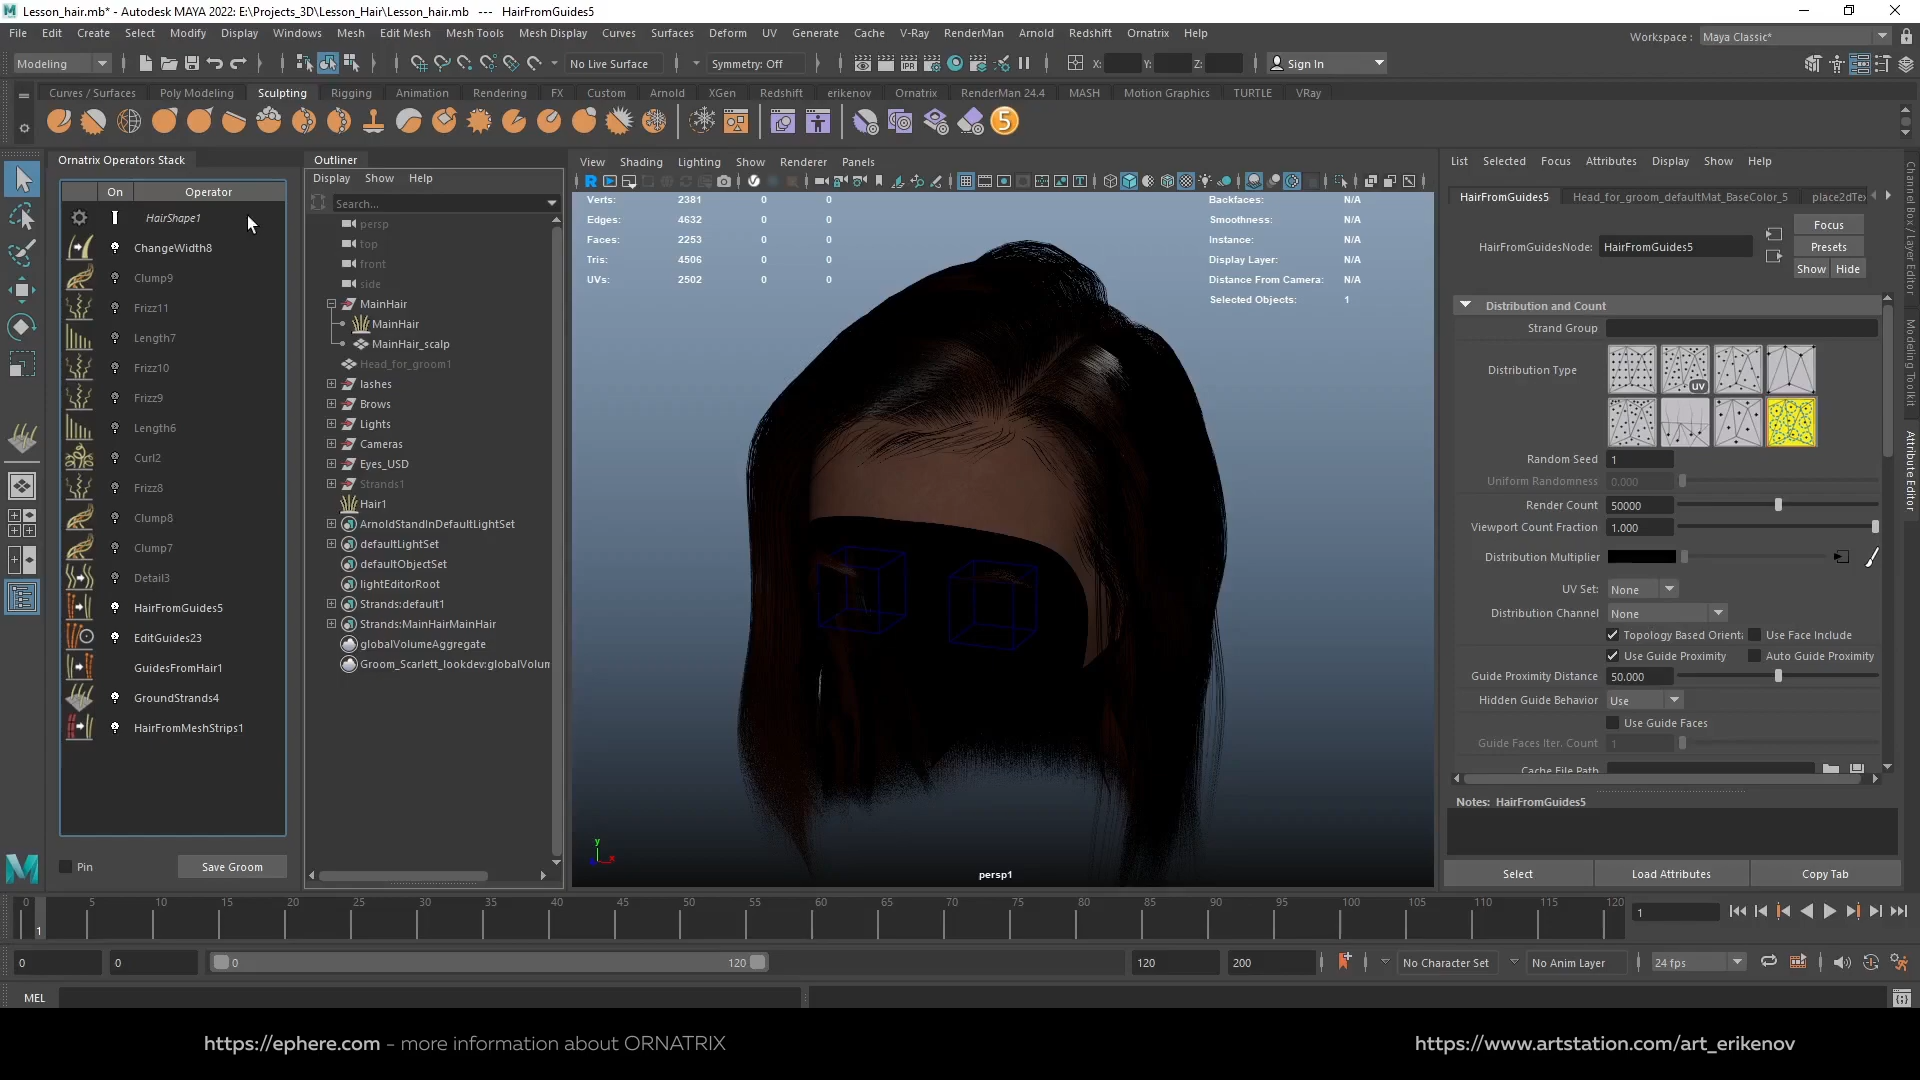 Lesson_hair.mb* - Autodesk MAYA 2022: E:\Projects_3D\Lesson_Hair\Lesson_hair.mb --- HairFromGuides5
File Edit Create Select Modify Display Windows Mesh Edit Mesh Mesh Tools Mesh Display Curves Surfaces Deform UV Generate Cache V-Ray RenderMan Arnold Redshift Ornatrix Help
Workspace : Maya Classic*
Modeling No Live Surface Symmetry: Off X: Y: Z: Sign In
Curves / Surfaces Poly Modeling Sculpting Rigging Animation Rendering FX Custom Arnold XGen Redshift erikenov Ornatrix RenderMan 24.4 MASH Motion Graphics TURTLE VRay
5
Ornatrix Operators Stack
On Operator
HairShape1
ChangeWidth8
Clump9
Frizz11
Length7
Frizz10
Frizz9
Length6
Curl2
Frizz8
Clump8
Clump7
Detail3
HairFromGuides5
EditGuides23
GuidesFromHair1
GroundStrands4
HairFromMeshStrips1
Pin Save Groom
Outliner
Display Show Help
Search...
persp
top
front
side
MainHair
MainHair
MainHair_scalp
Head_for_groom1
lashes
Brows
Lights
Cameras
Eyes_USD
Strands1
Hair1
ArnoldStandInDefaultLightSet
defaultLightSet
defaultObjectSet
lightEditorRoot
Strands:default1
Strands:MainHairMainHair
globalVolumeAggregate
Groom_Scarlett_lookdev:globalVolum
View Shading Lighting Show Renderer Panels
Verts: 2381 0 0
Edges: 4632 0 0
Faces: 2253 0 0
Tris: 4506 0 0
UVs: 2502 0 0
Backfaces: N/A
Smoothness: N/A
Instance: N/A
Display Layer: N/A
Distance From Camera: N/A
Selected Objects: 1
y
x
persp1
List Selected Focus Attributes Display Show Help
HairFromGuides5 Head_for_groom_defaultMat_BaseColor_5 place2dTex
HairFromGuidesNode: HairFromGuides5
Focus
Presets
Show Hide
Distribution and Count
Strand Group
Distribution Type
UV
Random Seed 1
Uniform Randomness 0.000
Render Count 50000
Viewport Count Fraction 1.000
Distribution Multiplier
UV Set: None
Distribution Channel None
Topology Based Orient: Use Face Include
Use Guide Proximity Auto Guide Proximity
Guide Proximity Distance 50.000
Hidden Guide Behavior Use
Use Guide Faces
Guide Faces Iter. Count 1
Cache File Path
Notes: HairFromGuides5
Select Load Attributes Copy Tab
Channel Box / Layer Editor
Modeling Toolkit
Attribute Editor
0 5 10 15 20 25 30 35 40 45 50 55 60 65 70 75 80 85 90 95 100 105 110 115 120
1
1
0 0 0 120 120 200 No Character Set No Anim Layer 24 fps
MEL
https://ephere.com - more information about ORNATRIX
https://www.artstation.com/art_erikenov